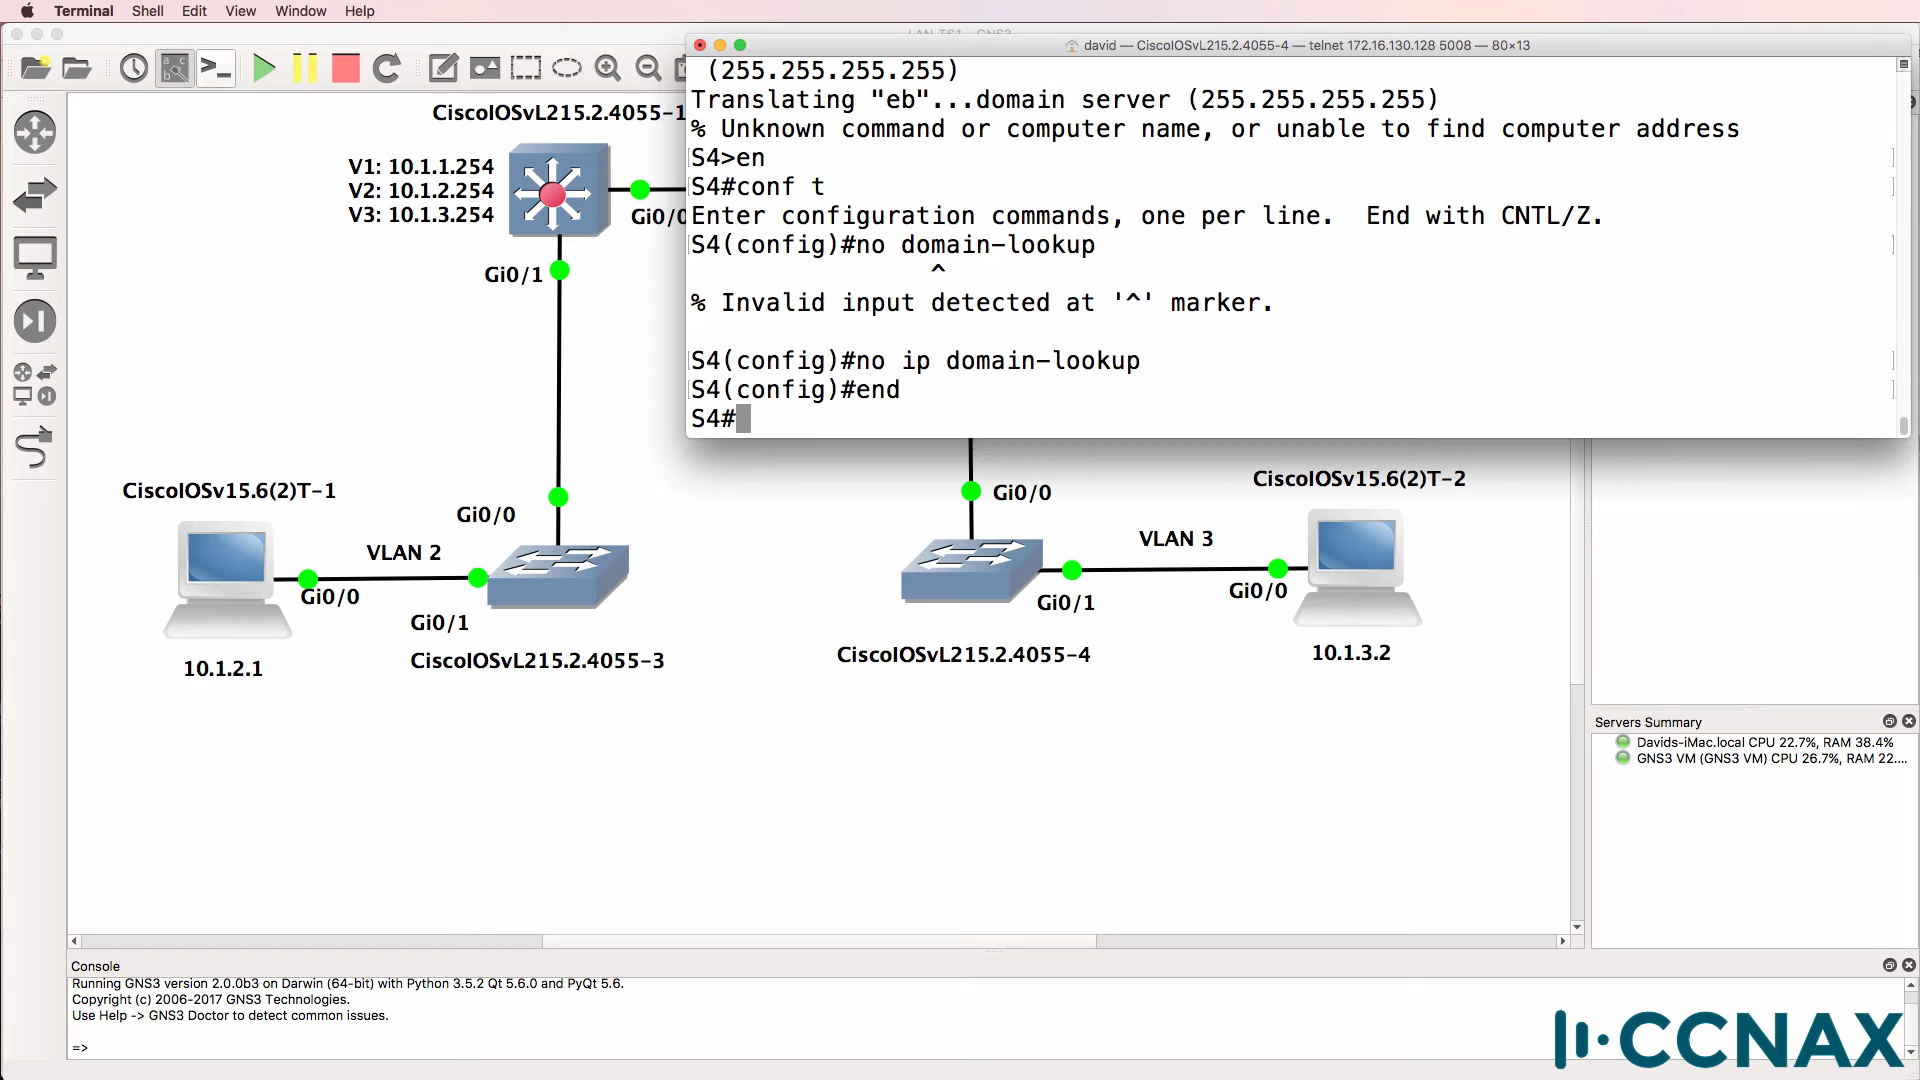 Terminal Shell Edit View Window Help
david — CiscoIOSvL215.2.4055-4 — telnet 172.16.130.128 5008 — 80×13
(255.255.255.255)
Translating "eb"...domain server (255.255.255.255)
% Unknown command or computer name, or unable to find computer address
S4>en
S4#conf t
Enter configuration commands, one per line.  End with CNTL/Z.
S4(config)#no domain-lookup
^
% Invalid input detected at '^' marker.
S4(config)#no ip domain-lookup
S4(config)#end
S4#
CiscoIOSvL215.2.4055-1
V1: 10.1.1.254
V2: 10.1.2.254
V3: 10.1.3.254
Gi0/0
Gi0/1
CiscoIOSv15.6(2)T-1
Gi0/0
VLAN 2
Gi0/0
Gi0/1
10.1.2.1
CiscoIOSvL215.2.4055-3
Gi0/0
CiscoIOSv15.6(2)T-2
VLAN 3
Gi0/0
Gi0/1
CiscoIOSvL215.2.4055-4
10.1.3.2
Servers Summary
Davids-iMac.local CPU 22.7%, RAM 38.4%
GNS3 VM (GNS3 VM) CPU 26.7%, RAM 22....
Console
Running GNS3 version 2.0.0b3 on Darwin (64-bit) with Python 3.5.2 Qt 5.6.0 and PyQt 5.6.
Copyright (c) 2006-2017 GNS3 Technologies.
Use Help -> GNS3 Doctor to detect common issues.
=>
CCNAX